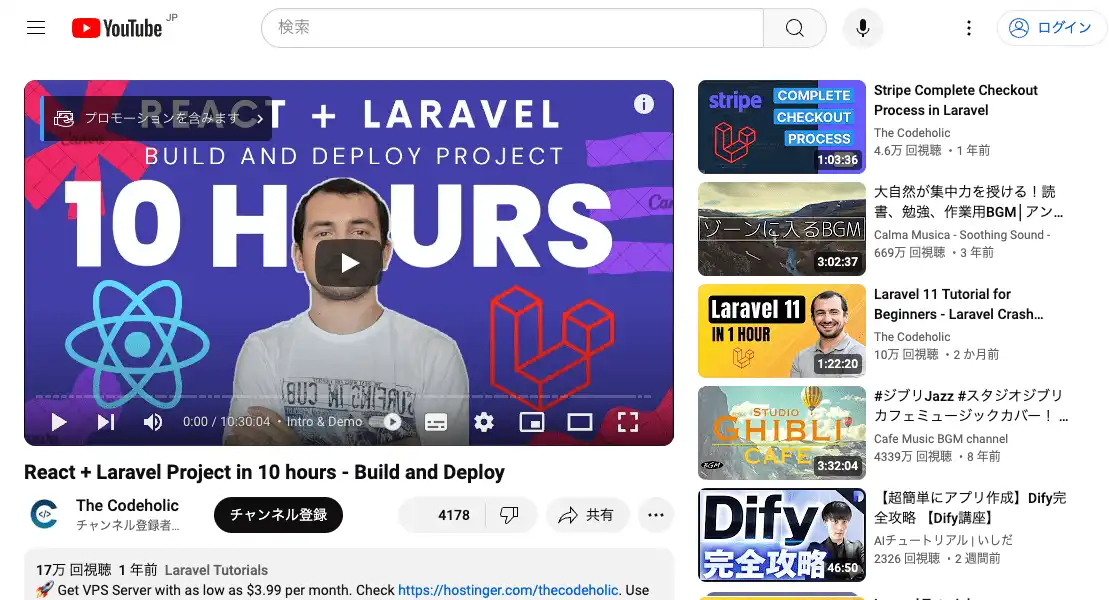 YouTube JP
検索
ログイン
プロモーションを含みます
REACT + LARAVEL
BUILD AND DEPLOY PROJECT
10 HOURS
0:00 / 10:30:04 • Intro & Demo
React + Laravel Project in 10 hours - Build and Deploy
The Codeholic
チャンネル登録者...
チャンネル登録
4178
共有
17万 回視聴 1 年前 Laravel Tutorials
🚀 Get VPS Server with as low as $3.99 per month. Check https://hostinger.com/thecodeholic. Use
stripe
COMPLETE
CHECKOUT
PROCESS
1:03:36
Stripe Complete Checkout
Process in Laravel
The Codeholic
4.6万 回視聴 ・1 年前
ゾーンに入るBGM
3:02:37
大自然が集中力を授ける！読
書、勉強、作業用BGM│アン...
Calma Musica - Soothing Sound -
669万 回視聴 ・3 年前
Laravel 11
IN 1 HOUR
1:22:20
Laravel 11 Tutorial for
Beginners - Laravel Crash...
The Codeholic
10万 回視聴 ・2 か月前
STUDIO
GHIBLI
CAFE
BGM
3:32:04
#ジブリJazz #スタジオジブリ
カフェミュージックカバー！ ...
Cafe Music BGM channel
4339万 回視聴 ・8 年前
Dify
完全攻略
46:50
【超簡単にアプリ作成】Dify完
全攻略 【Dify講座】
AIチュートリアル | いしだ
2326 回視聴 ・2 週間前